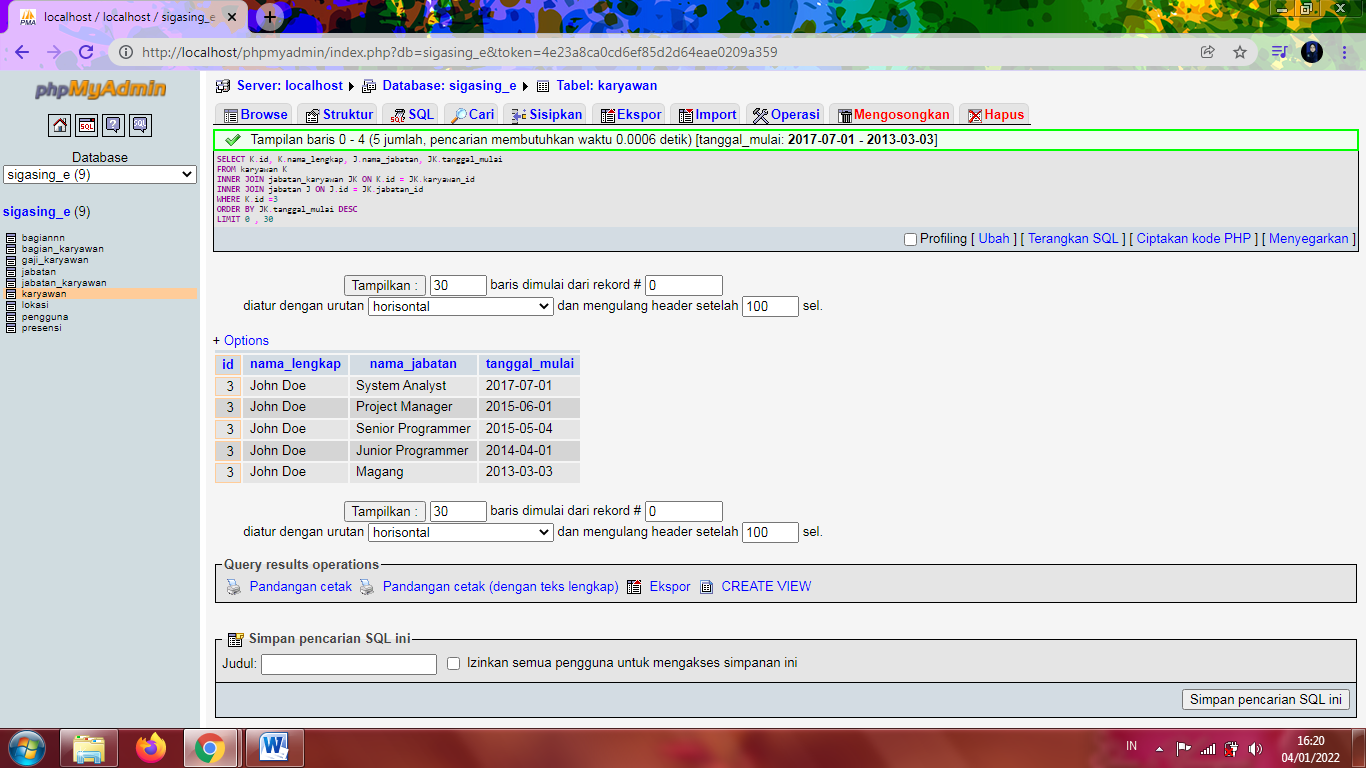 localhost / localhost / sigasing_e
http://localhost/phpmyadmin/index.php?db=sigasing_e&token=4e23a8ca0cd6ef85d2d64eae0209a359
phpMyAdmin
Database
sigasing_e (9)
sigasing_e (9)
bagiannn
bagian_karyawan
gaji_karyawan
jabatan
jabatan_karyawan
karyawan
lokasi
pengguna
presensi
Server: localhost Database: sigasing_e Tabel: karyawan
Browse Struktur SQL Cari Sisipkan Ekspor Import Operasi Mengosongkan Hapus
Tampilan baris 0 - 4 (5 jumlah, pencarian membutuhkan waktu 0.0006 detik) [tanggal_mulai: 2017-07-01 - 2013-03-03]
SELECT K.id, K.nama_lengkap, J.nama_jabatan, JK.tanggal_mulai
FROM karyawan K
INNER JOIN jabatan_karyawan JK ON K.id = JK.karyawan_id
INNER JOIN jabatan J ON J.id = JK.jabatan_id
WHERE K.id =3
ORDER BY JK.tanggal_mulai DESC
LIMIT 0 , 30
Profiling [ Ubah ] [ Terangkan SQL ] [ Ciptakan kode PHP ] [ Menyegarkan ]
Tampilkan : 30 baris dimulai dari rekord # 0
diatur dengan urutan horisontal dan mengulang header setelah 100 sel.
+ Options
id nama_lengkap nama_jabatan tanggal_mulai
3 John Doe System Analyst 2017-07-01
3 John Doe Project Manager 2015-06-01
3 John Doe Senior Programmer 2015-05-04
3 John Doe Junior Programmer 2014-04-01
3 John Doe Magang 2013-03-03
Tampilkan : 30 baris dimulai dari rekord # 0
diatur dengan urutan horisontal dan mengulang header setelah 100 sel.
Query results operations
Pandangan cetak Pandangan cetak (dengan teks lengkap) Ekspor CREATE VIEW
Simpan pencarian SQL ini
Judul: Izinkan semua pengguna untuk mengakses simpanan ini
Simpan pencarian SQL ini
IN
16:20
04/01/2022